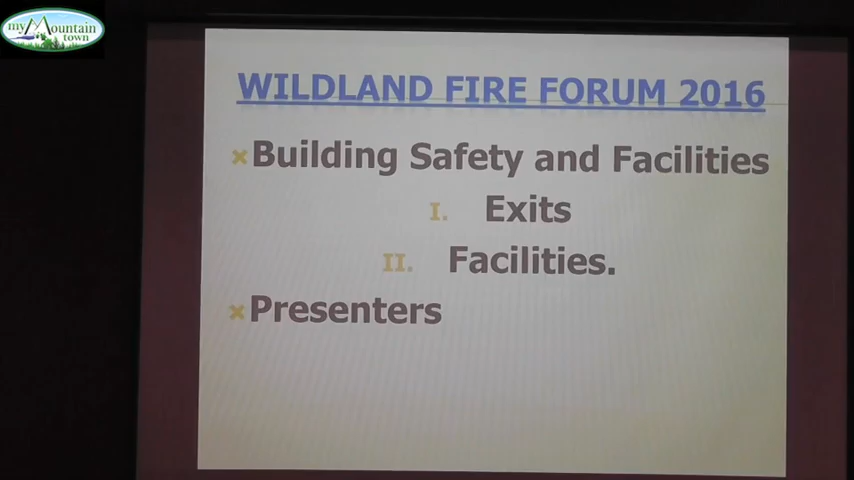 my Mountain
town
WILDLAND FIRE FORUM 2016
Building Safety and Facilities
I. Exits
II. Facilities.
Presenters